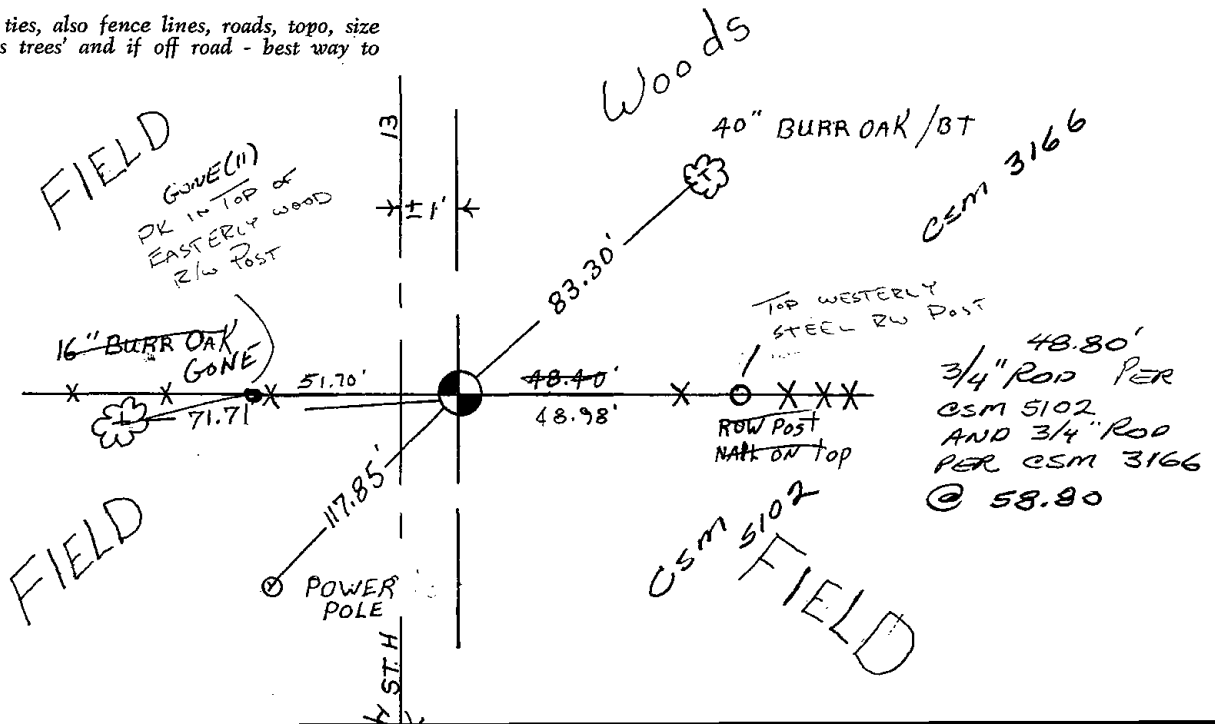 ties, also fence lines, roads, topo, size
s trees' and if off road - best way to
Woods
FIELD
GONE(11)
PK IN TOP OF
EASTERLY WOOD
R/W POST
13
±1'
40" BURR OAK/BT
CSM 3166
83.30'
TOP WESTERLY
STEEL RW POST
16" BURR OAK
GONE
51.70'
71.71
48.40'
48.98'
ROW POST
NAIL ON TOP
48.80'
3/4" ROD PER
CSM 5102
AND 3/4" ROD
PER CSM 3166
@ 58.80
117.85'
POWER
POLE
FIELD
CSM 5102
FIELD
ST. H